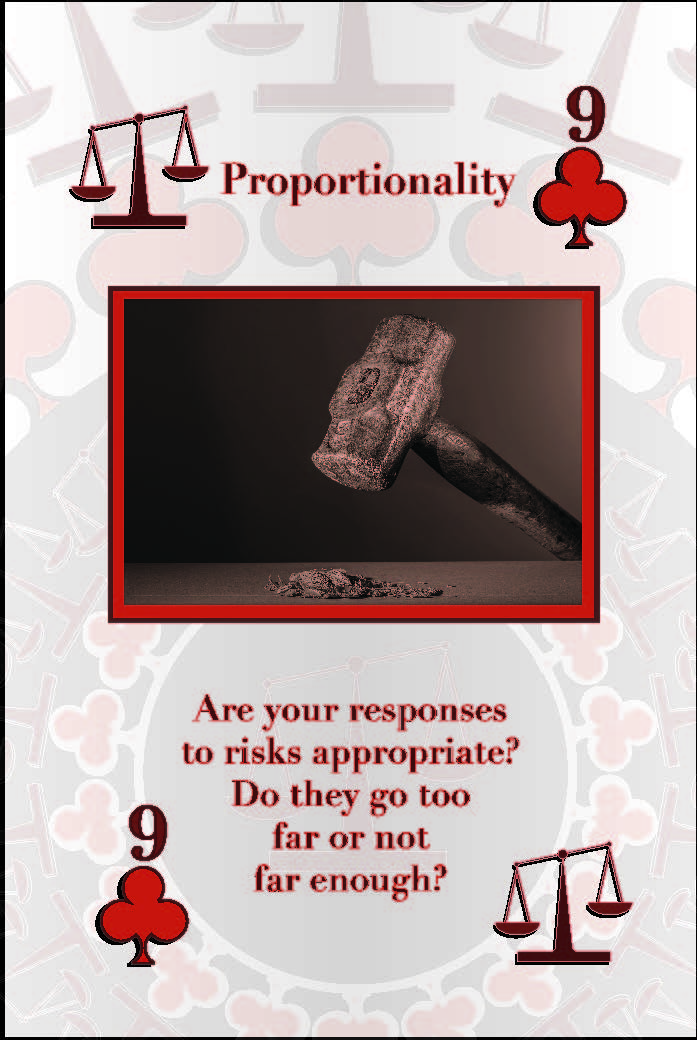 9
Proportionality
Are your responses
to risks appropriate?
Do they go too
far or not
far enough?
9